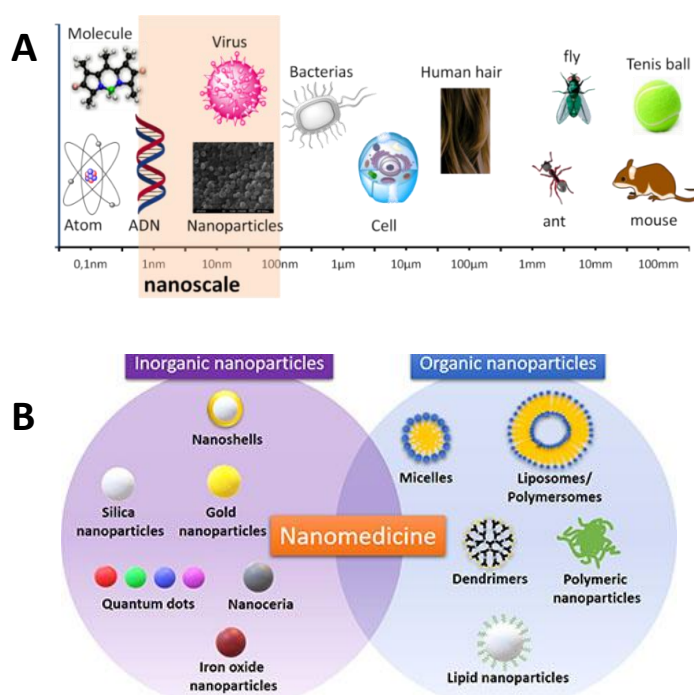 A
Molecule
Virus
Bacterias
Human hair
fly
Tenis ball
Atom
ADN
Nanoparticles
Cell
ant
mouse
0,1nm 1nm 10nm 100nm 1µm 10µm 100µm 1mm 10mm 100mm
nanoscale
B
Inorganic nanoparticles
Organic nanoparticles
Nanoshells
Micelles
Liposomes/
Polymersomes
Silica
nanoparticles
Gold
nanoparticles
Nanomedicine
Dendrimers
Polymeric
nanoparticles
Quantum dots
Nanoceria
Iron oxide
nanoparticles
Lipid nanoparticles